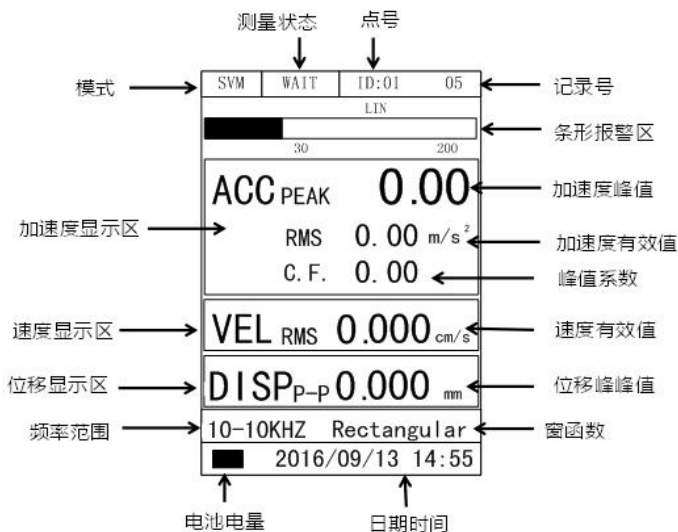 测量状态 点号
模式 SVM WAIT ID:01 05 记录号
LIN
条形报警区
30 200
ACC PEAK 0.00 加速度峰值
加速度显示区
RMS 0.00 m/s² 加速度有效值
C.F. 0.00 峰值系数
速度显示区 VEL RMS 0.000 cm/s 速度有效值
位移显示区 DISP P-P 0.000 mm 位移峰峰值
频率范围 10-10KHZ Rectangular 窗函数
2016/09/13 14:55
电池电量 日期时间